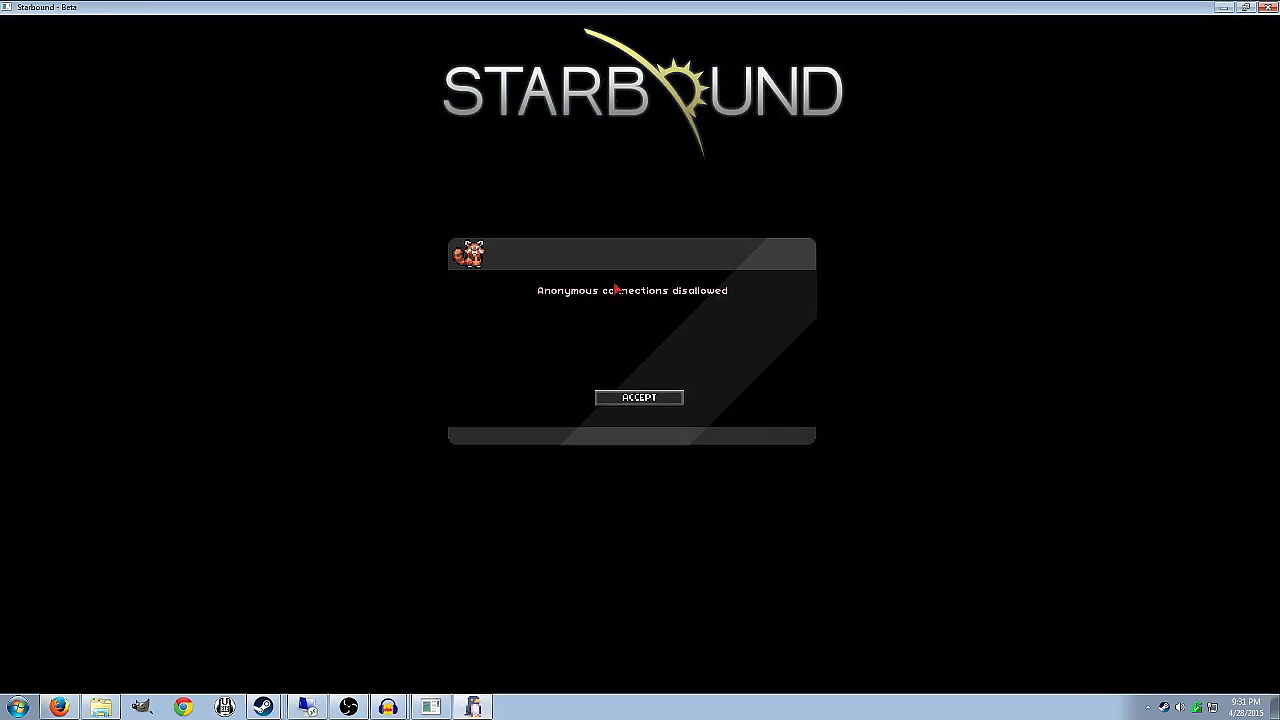 Starbound - Beta
STARBOUND
Anonymous connections disallowed
ACCEPT
9:31 PM
4/28/2015